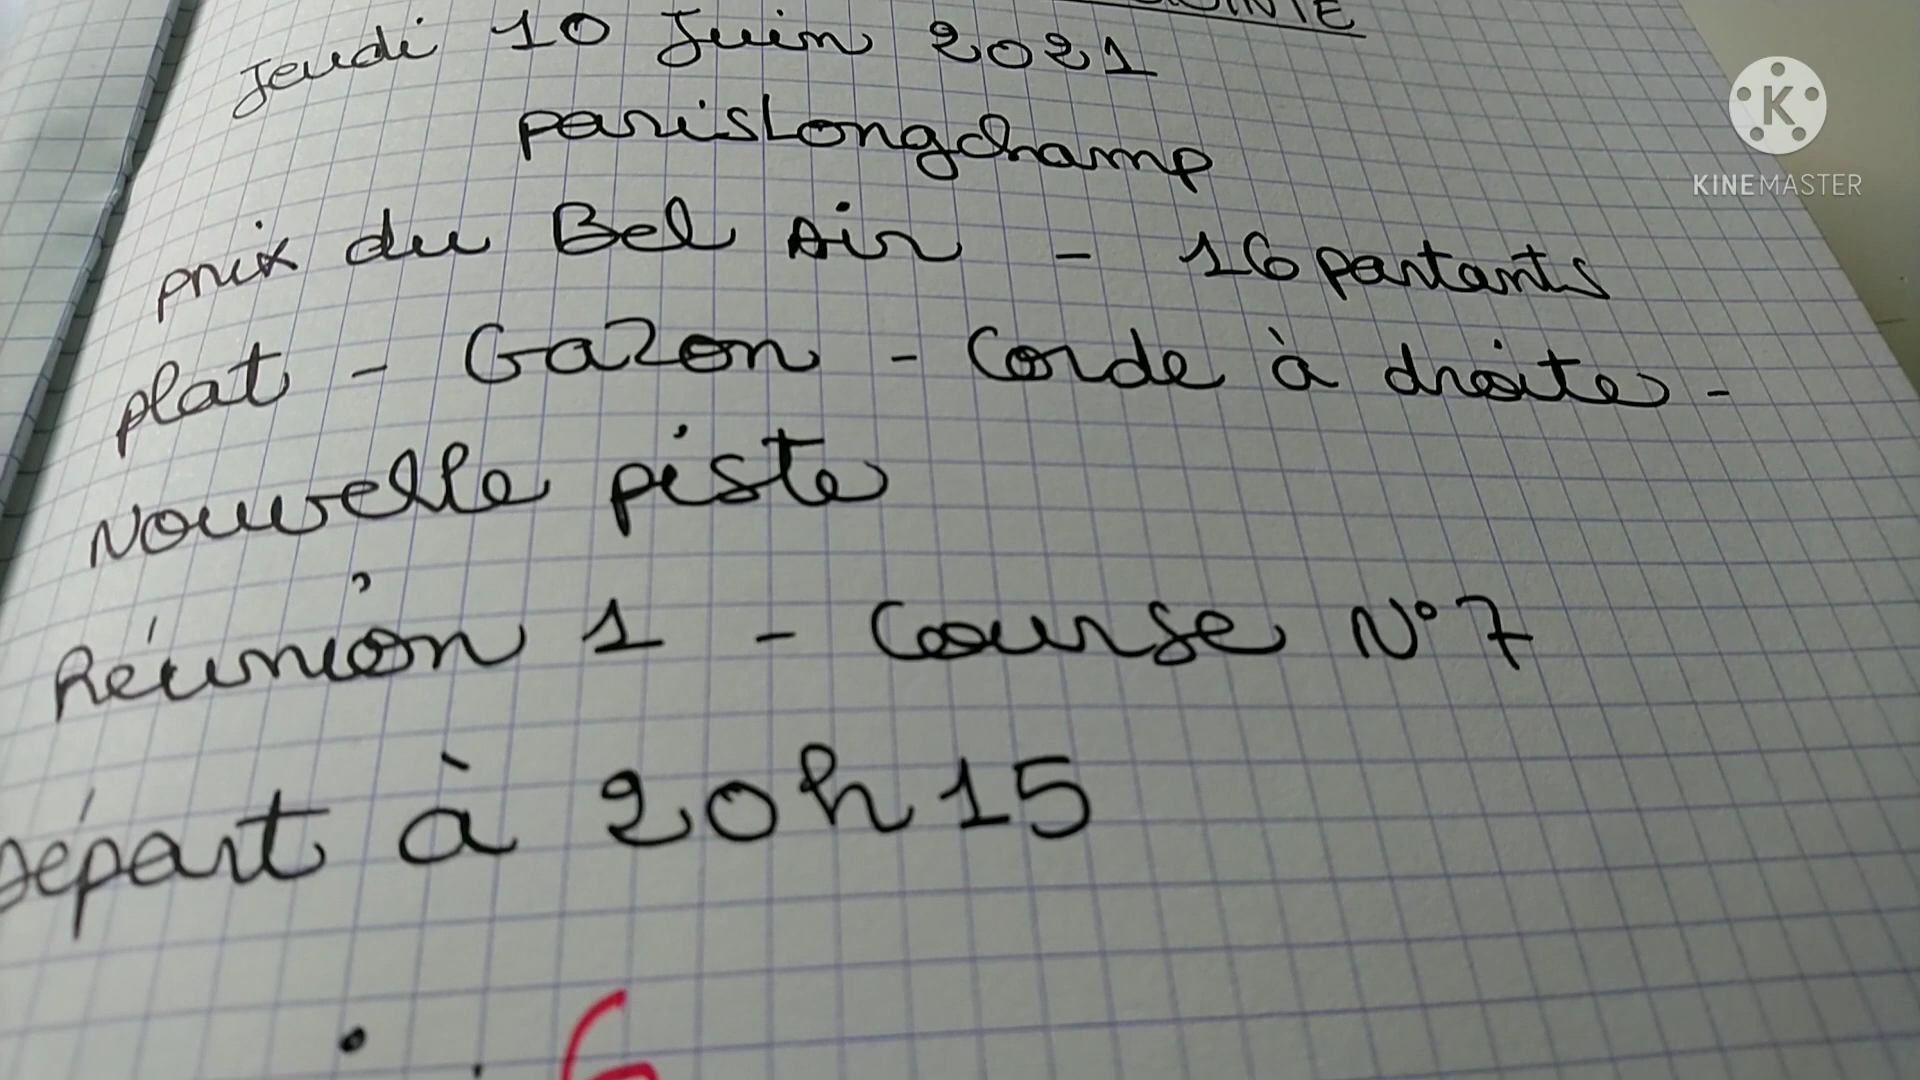 Jeudi 10 Juin 2021
parisLongchamp
prix du Bel Air - 16 partants
plat - Gazon - Corde à droite -
Nouvelle piste
Réunion 1 - Course N°7
Départ à 20h15
K
KINEMASTER